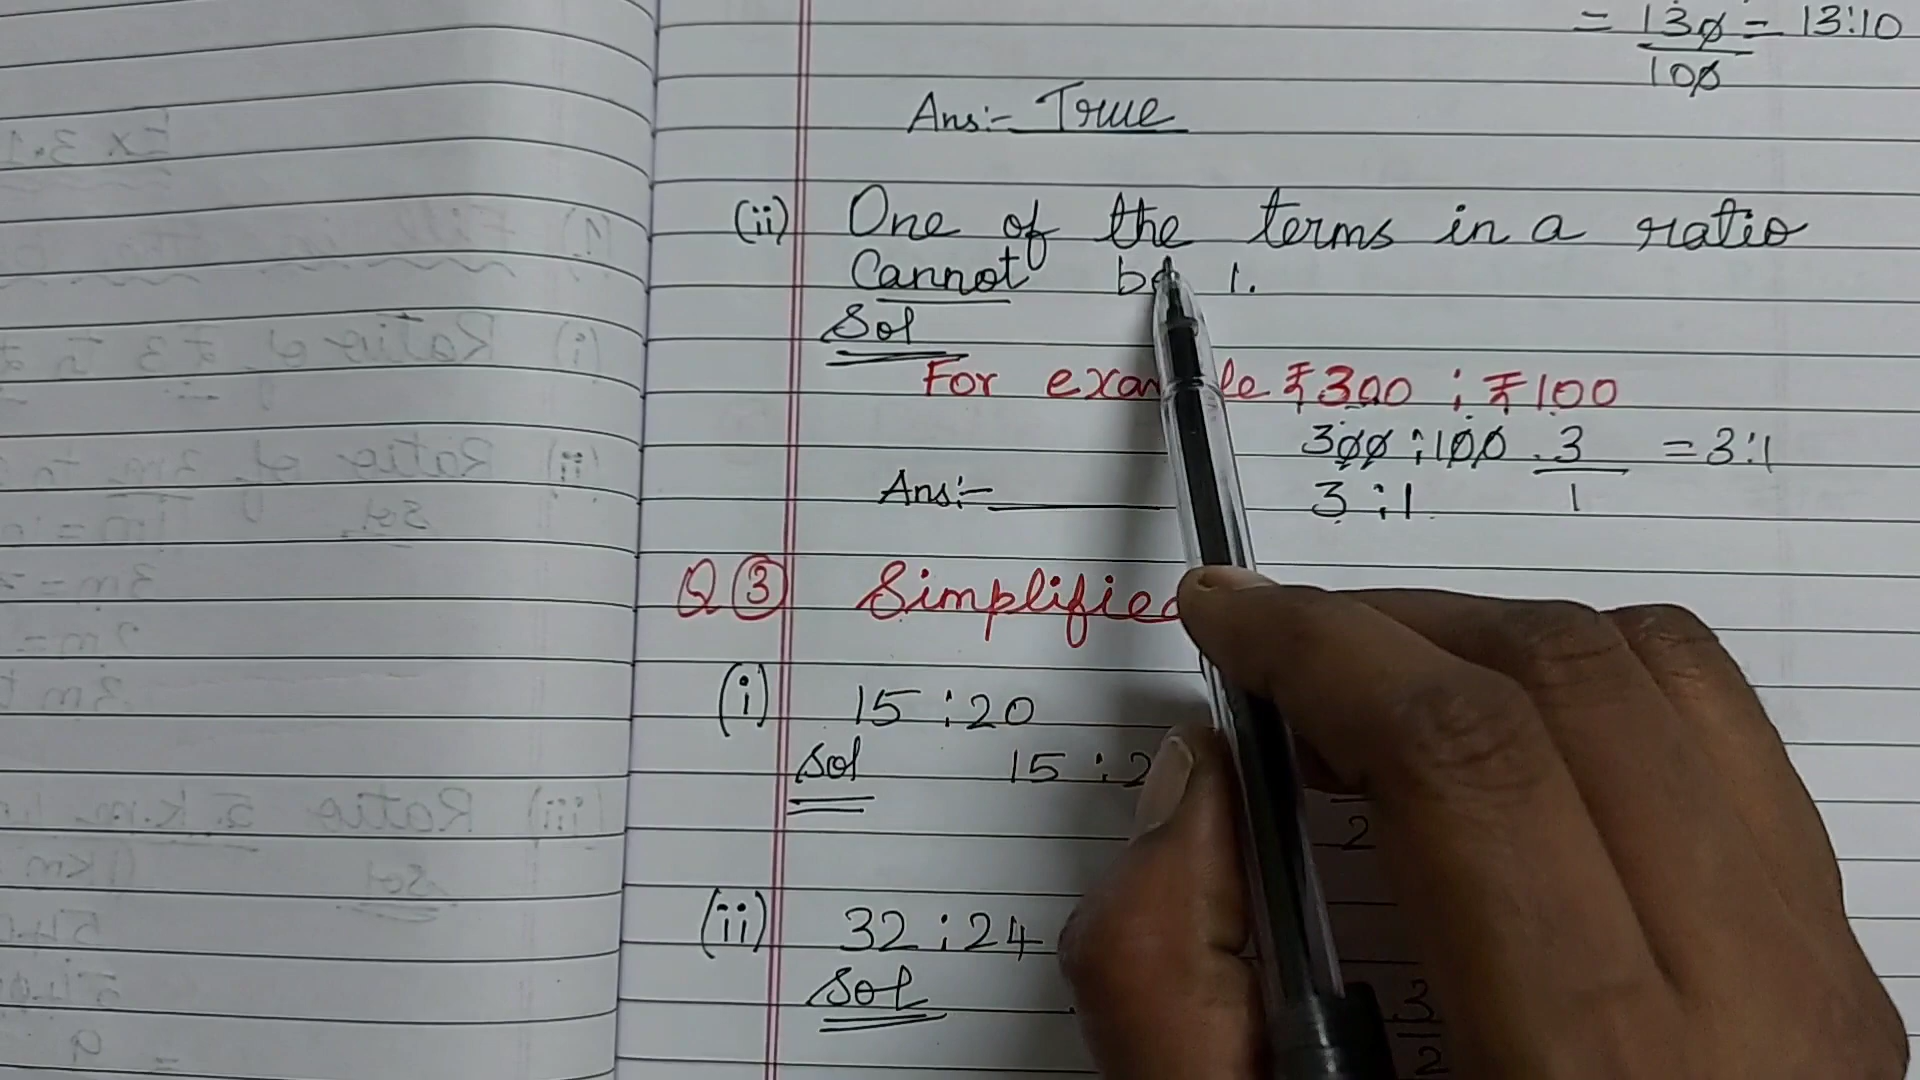 = 130 = 13:10
100
Ans:- True
(ii) One of the terms in a ratio
Cannot be 1.
Sol
For example ₹300 : ₹100
300 : 100 3 = 3:1
Ans:- 3 : 1 1
Q 3 Simplified
(i) 15 : 20
Sol 15 : 2
2
(ii) 32 : 24
Sol